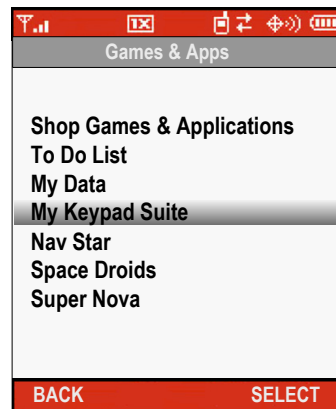 1X
Games & Apps
Shop Games & Applications
To Do List
My Data
My Keypad Suite
Nav Star
Space Droids
Super Nova
BACK SELECT